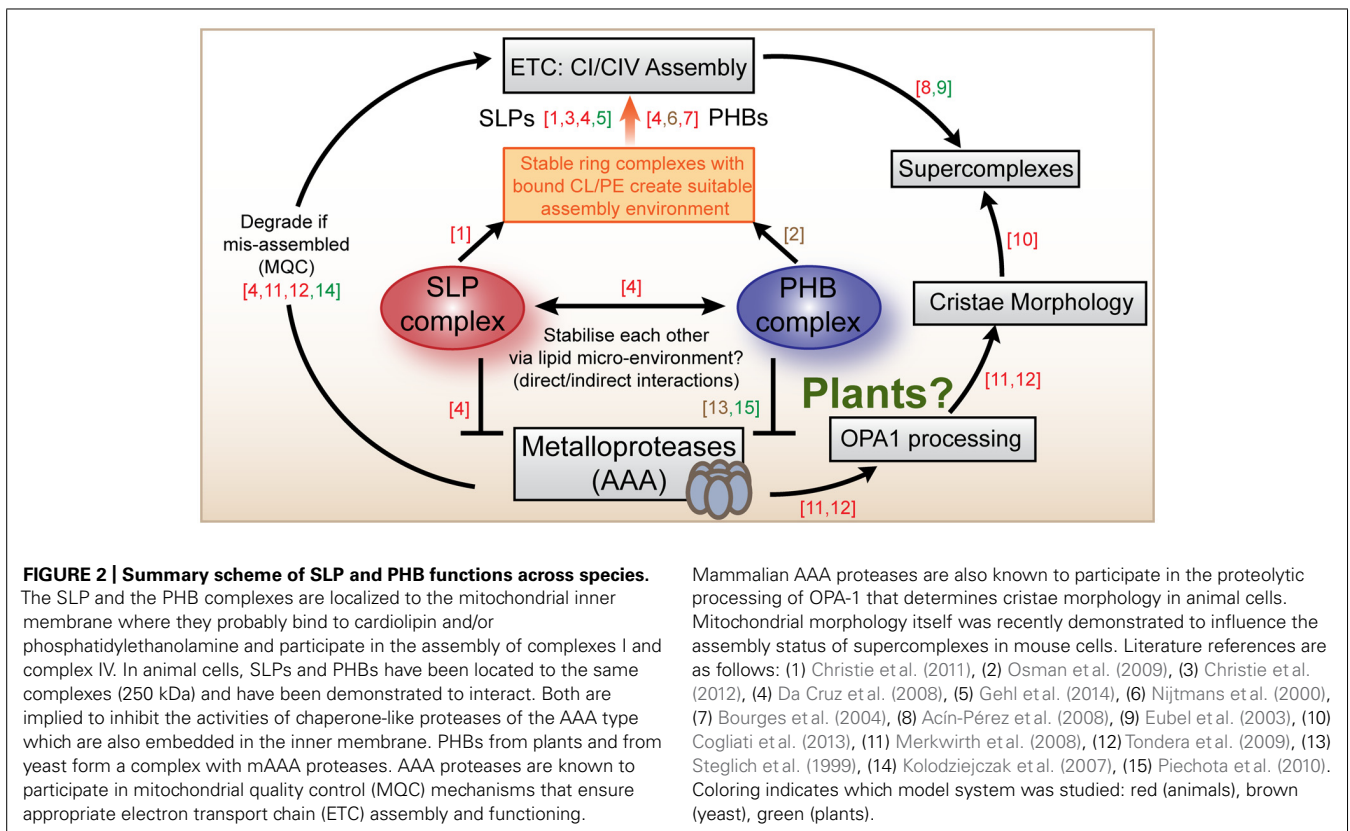 ETC: CI/CIV Assembly
[8,9]
SLPs [1,3,4,5] [4,6,7] PHBs
Supercomplexes
Stable ring complexes with
bound CL/PE create suitable
assembly environment
Degrade if
mis-assembled
(MQC)
[4,11,12,14]
[1]
[2]
[10]
SLP
complex
[4]
PHB
complex
Cristae Morphology
Stabilise each other
via lipid micro-environment?
(direct/indirect interactions)
[11,12]
Plants?
[4]
[13,15]
OPA1 processing
Metalloproteases
(AAA)
[11,12]
FIGURE 2 | Summary scheme of SLP and PHB functions across species.
The SLP and the PHB complexes are localized to the mitochondrial inner
membrane where they probably bind to cardiolipin and/or
phosphatidylethanolamine and participate in the assembly of complexes I and
complex IV. In animal cells, SLPs and PHBs have been located to the same
complexes (250 kDa) and have been demonstrated to interact. Both are
implied to inhibit the activities of chaperone-like proteases of the AAA type
which are also embedded in the inner membrane. PHBs from plants and from
yeast form a complex with mAAA proteases. AAA proteases are known to
participate in mitochondrial quality control (MQC) mechanisms that ensure
appropriate electron transport chain (ETC) assembly and functioning.
Mammalian AAA proteases are also known to participate in the proteolytic
processing of OPA-1 that determines cristae morphology in animal cells.
Mitochondrial morphology itself was recently demonstrated to influence the
assembly status of supercomplexes in mouse cells. Literature references are
as follows: (1) Christie et al. (2011), (2) Osman et al. (2009), (3) Christie et al.
(2012), (4) Da Cruz et al. (2008), (5) Gehl et al. (2014), (6) Nijtmans et al. (2000),
(7) Bourges et al. (2004), (8) Acín-Pérez et al. (2008), (9) Eubel et al. (2003), (10)
Cogliati et al. (2013), (11) Merkwirth et al. (2008), (12) Tondera et al. (2009), (13)
Steglich et al. (1999), (14) Kolodziejczak et al. (2007), (15) Piechota et al. (2010).
Coloring indicates which model system was studied: red (animals), brown
(yeast), green (plants).